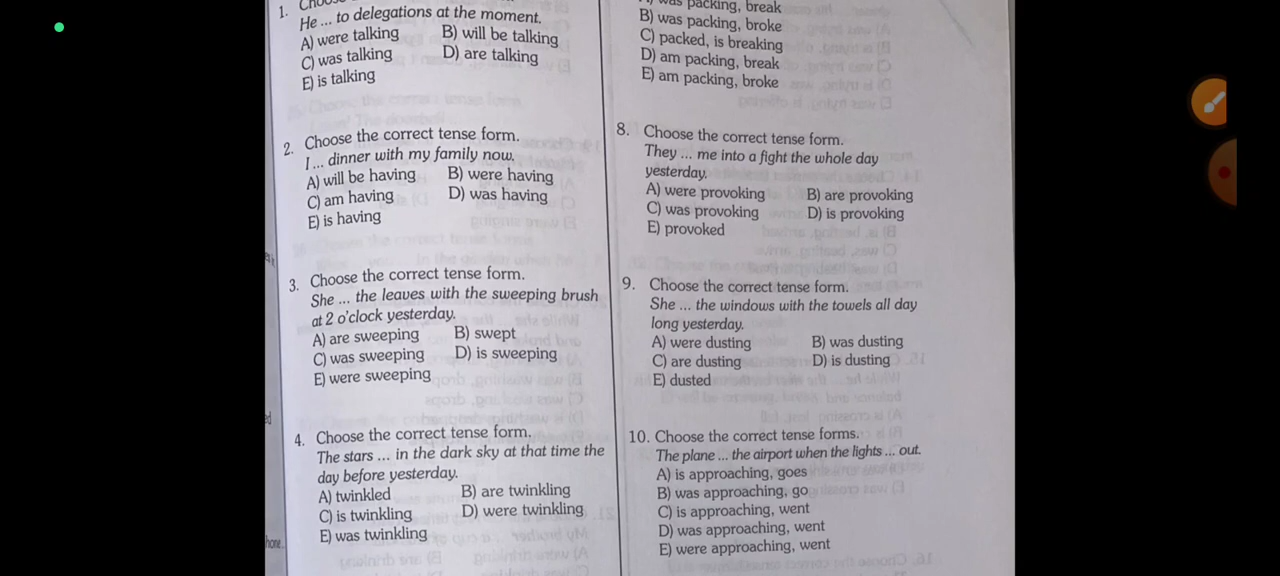 1. Choose
He ... to delegations at the moment.
A) were talking B) will be talking
C) was talking D) are talking
E) is talking
2. Choose the correct tense form.
I ... dinner with my family now.
A) will be having B) were having
C) am having D) was having
E) is having
3. Choose the correct tense form.
She ... the leaves with the sweeping brush
at 2 o'clock yesterday.
A) are sweeping B) swept
C) was sweeping D) is sweeping
E) were sweeping
4. Choose the correct tense form.
The stars ... in the dark sky at that time the
day before yesterday.
A) twinkled B) are twinkling
C) is twinkling D) were twinkling
E) was twinkling
A) was packing, break
B) was packing, broke
C) packed, is breaking
D) am packing, break
E) am packing, broke
8. Choose the correct tense form.
They ... me into a fight the whole day
yesterday.
A) were provoking B) are provoking
C) was provoking D) is provoking
E) provoked
9. Choose the correct tense form.
She ... the windows with the towels all day
long yesterday.
A) were dusting B) was dusting
C) are dusting D) is dusting
E) dusted
10. Choose the correct tense forms.
The plane ... the airport when the lights ... out.
A) is approaching, goes
B) was approaching, go
C) is approaching, went
D) was approaching, went
E) were approaching, went